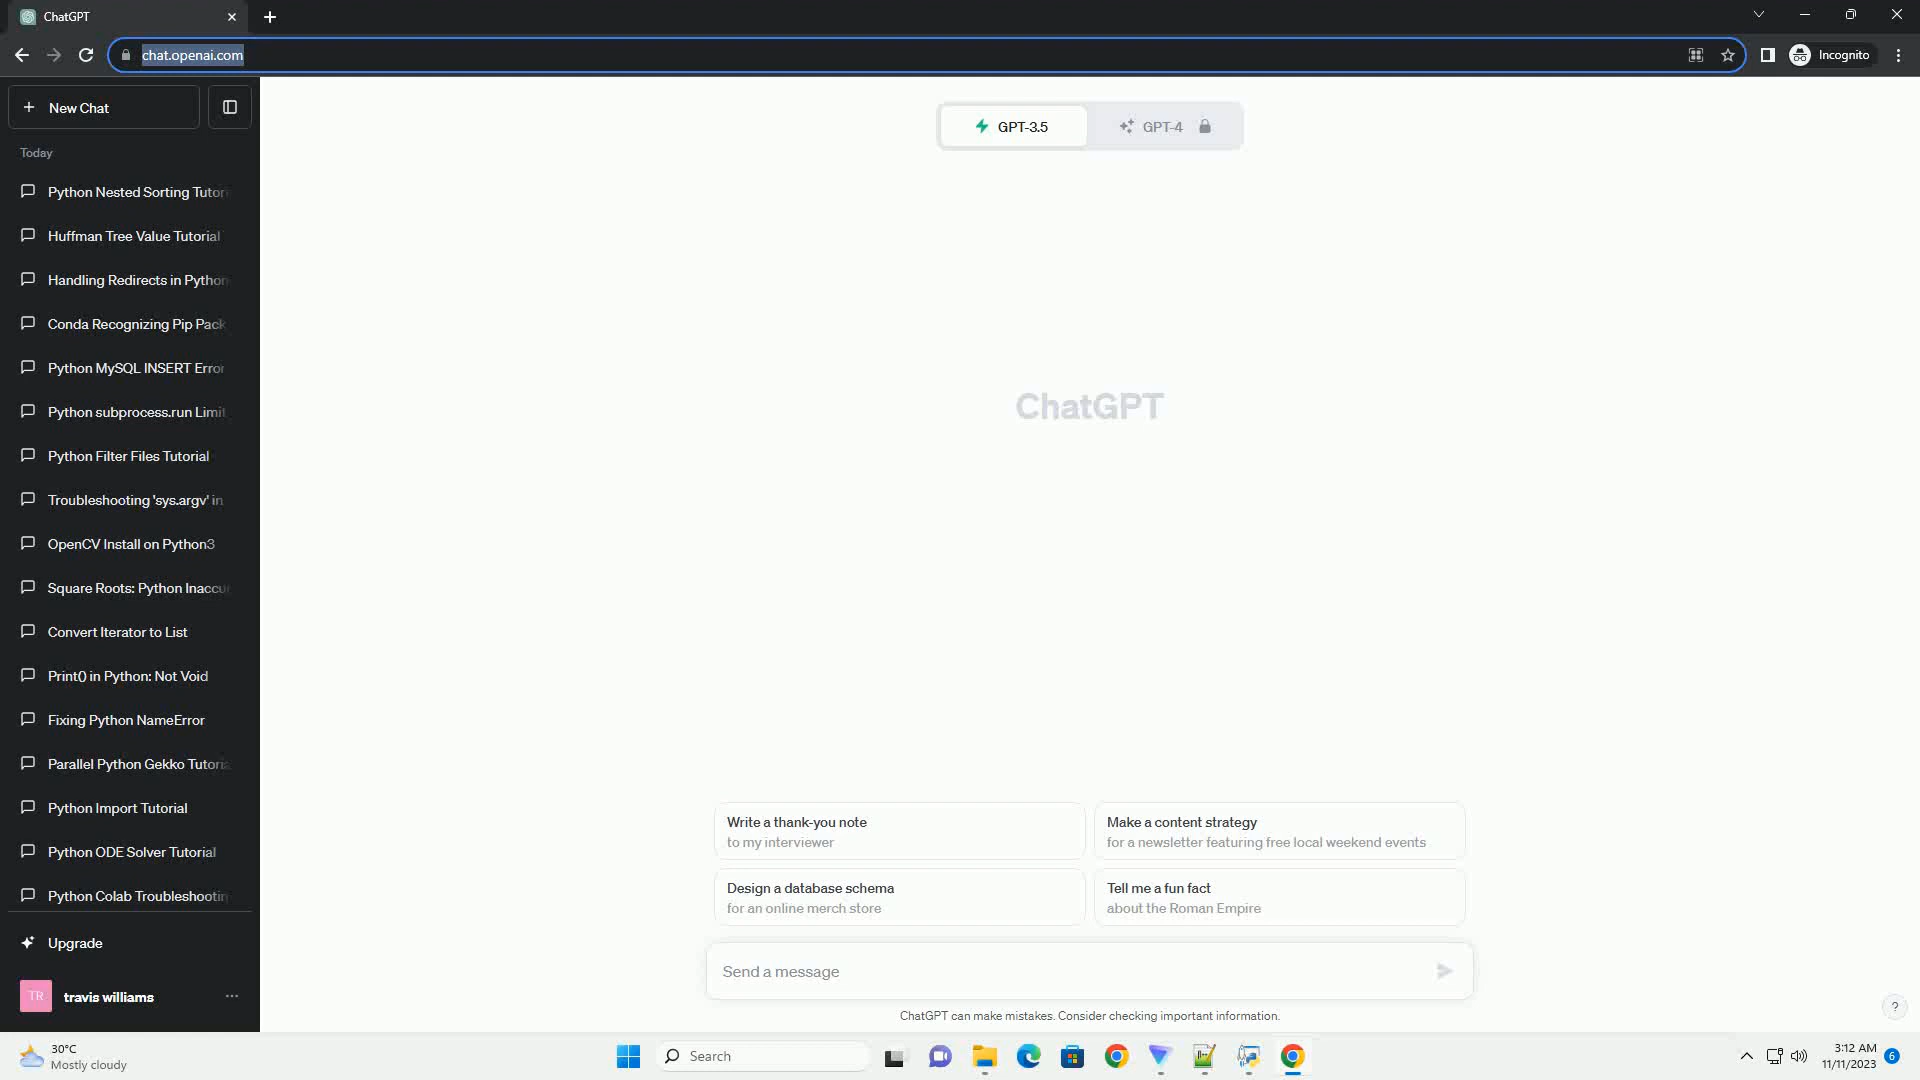 ChatGPT
chat.openai.com
Incognito
New Chat
Today
Python Nested Sorting Tutor
Huffman Tree Value Tutorial
Handling Redirects in Python
Conda Recognizing Pip Pack
Python MySQL INSERT Error
Python subprocess.run Limit
Python Filter Files Tutorial
Troubleshooting 'sys.argv' in
OpenCV Install on Python3
Square Roots: Python Inaccu
Convert Iterator to List
Print() in Python: Not Void
Fixing Python NameError
Parallel Python Gekko Tutoria
Python Import Tutorial
Python ODE Solver Tutorial
Python Colab Troubleshootin
Upgrade
TR
travis williams
GPT-3.5
GPT-4
ChatGPT
Write a thank-you note
to my interviewer
Make a content strategy
for a newsletter featuring free local weekend events
Design a database schema
for an online merch store
Tell me a fun fact
about the Roman Empire
Send a message
ChatGPT can make mistakes. Consider checking important information.
?
30°C
Mostly cloudy
Search
3:12 AM
11/11/2023
6